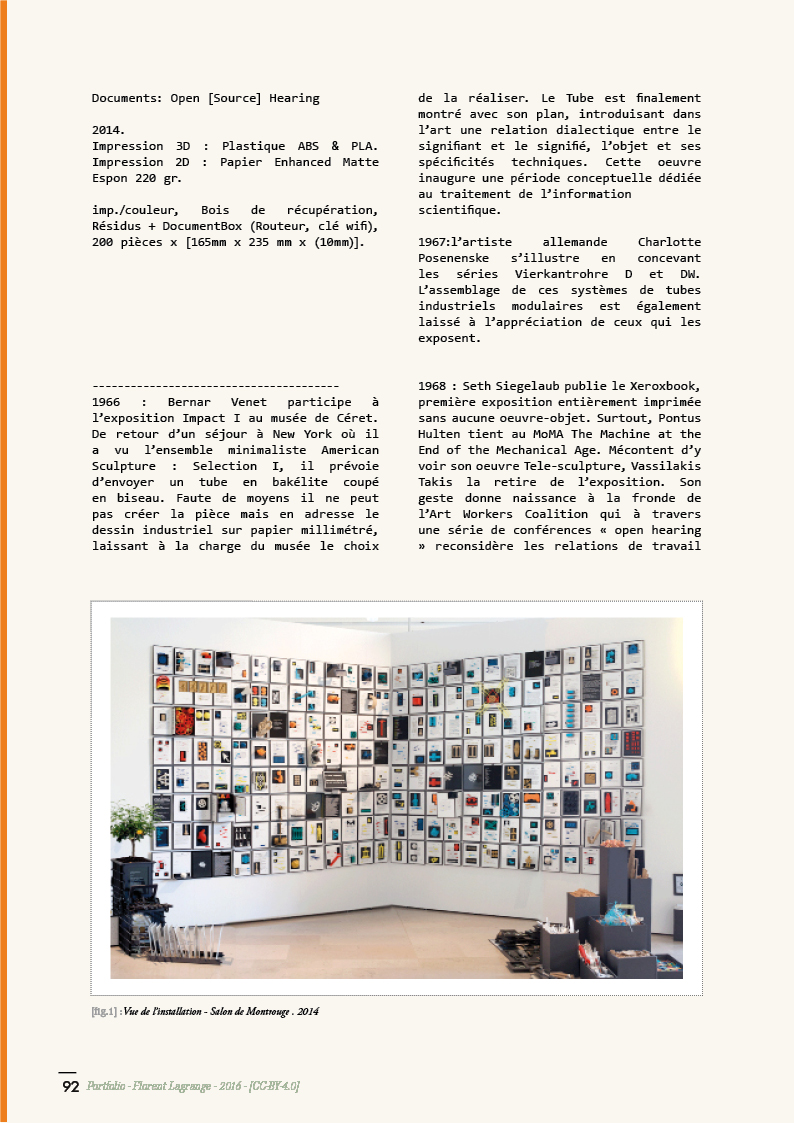 Documents: Open [Source] Hearing
2014.
Impression 3D : Plastique ABS & PLA.
Impression 2D : Papier Enhanced Matte
Espon 220 gr.
imp./couleur, Bois de récupération,
Résidus + DocumentBox (Routeur, clé wifi),
200 pièces x [165mm x 235 mm x (10mm)].
---------------------------------------
1966 : Bernar Venet participe à
l’exposition Impact I au musée de Céret.
De retour d’un séjour à New York où il
a vu l’ensemble minimaliste American
Sculpture : Selection I, il prévoie
d’envoyer un tube en bakélite coupé
en biseau. Faute de moyens il ne peut
pas créer la pièce mais en adresse le
dessin industriel sur papier millimétré,
laissant à la charge du musée le choix
de la réaliser. Le Tube est finalement
montré avec son plan, introduisant dans
l’art une relation dialectique entre le
signifiant et le signifié, l’objet et ses
spécificités techniques. Cette oeuvre
inaugure une période conceptuelle dédiée
au traitement de l’information
scientifique.
1967:l’artiste allemande Charlotte
Posenenske s’illustre en concevant
les séries Vierkantrohre D et DW.
L’assemblage de ces systèmes de tubes
industriels modulaires est également
laissé à l’appréciation de ceux qui les
exposent.
1968 : Seth Siegelaub publie le Xeroxbook,
première exposition entièrement imprimée
sans aucune oeuvre-objet. Surtout, Pontus
Hulten tient au MoMA The Machine at the
End of the Mechanical Age. Mécontent d’y
voir son oeuvre Tele-sculpture, Vassilakis
Takis la retire de l’exposition. Son
geste donne naissance à la fronde de
l’Art Workers Coalition qui à travers
une série de conférences « open hearing
» reconsidère les relations de travail
[fig.1] : Vue de l’installation - Salon de Montrouge . 2014
92 Portfolio - Florent Lagrange - 2016 - [CC-BY-4.0]